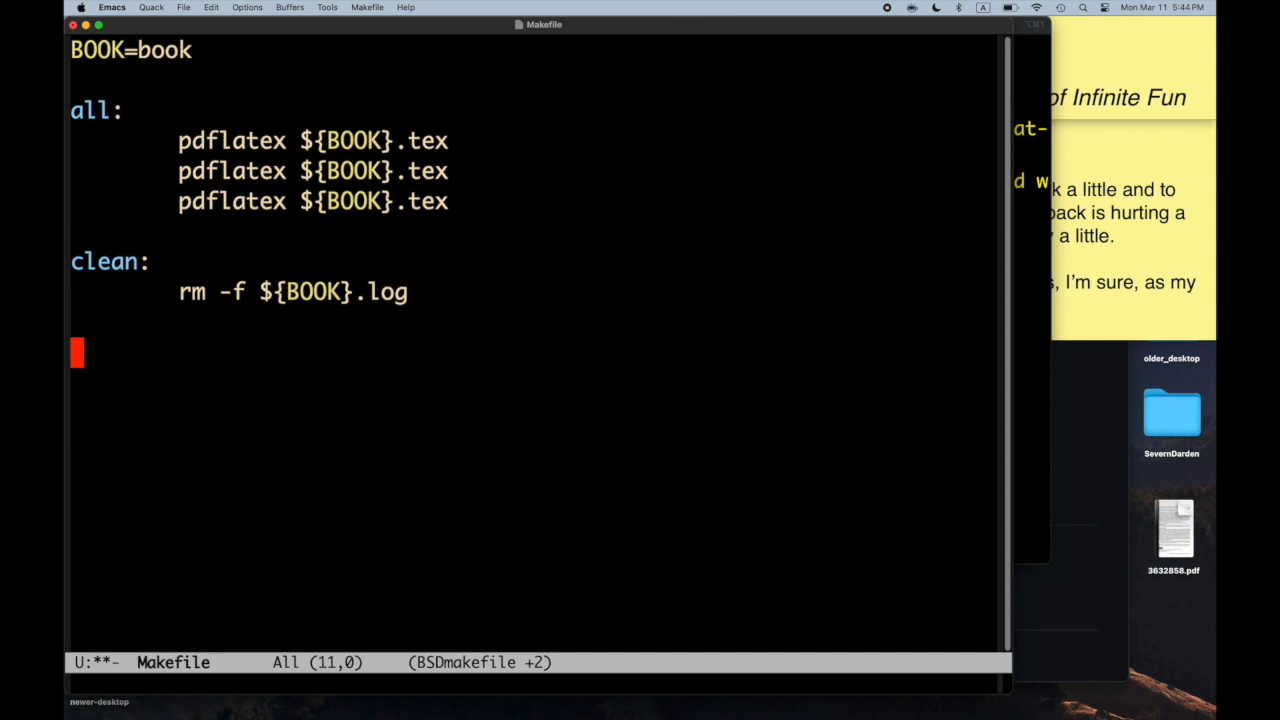 Emacs Quack File Edit Options Buffers Tools Makefile Help A Mon Mar 11 5:44 PM
Makefile
BOOK=book
all:
pdflatex ${BOOK}.tex
pdflatex ${BOOK}.tex
pdflatex ${BOOK}.tex
clean:
rm -f ${BOOK}.log
U:**- Makefile All (11,0) (BSDmakefile +2)
newer-desktop
of Infinite Fun
at-
d w
k a little and to
back is hurting a
a little.
s, I'm sure, as my
older_desktop
SevernDarden
3632858.pdf